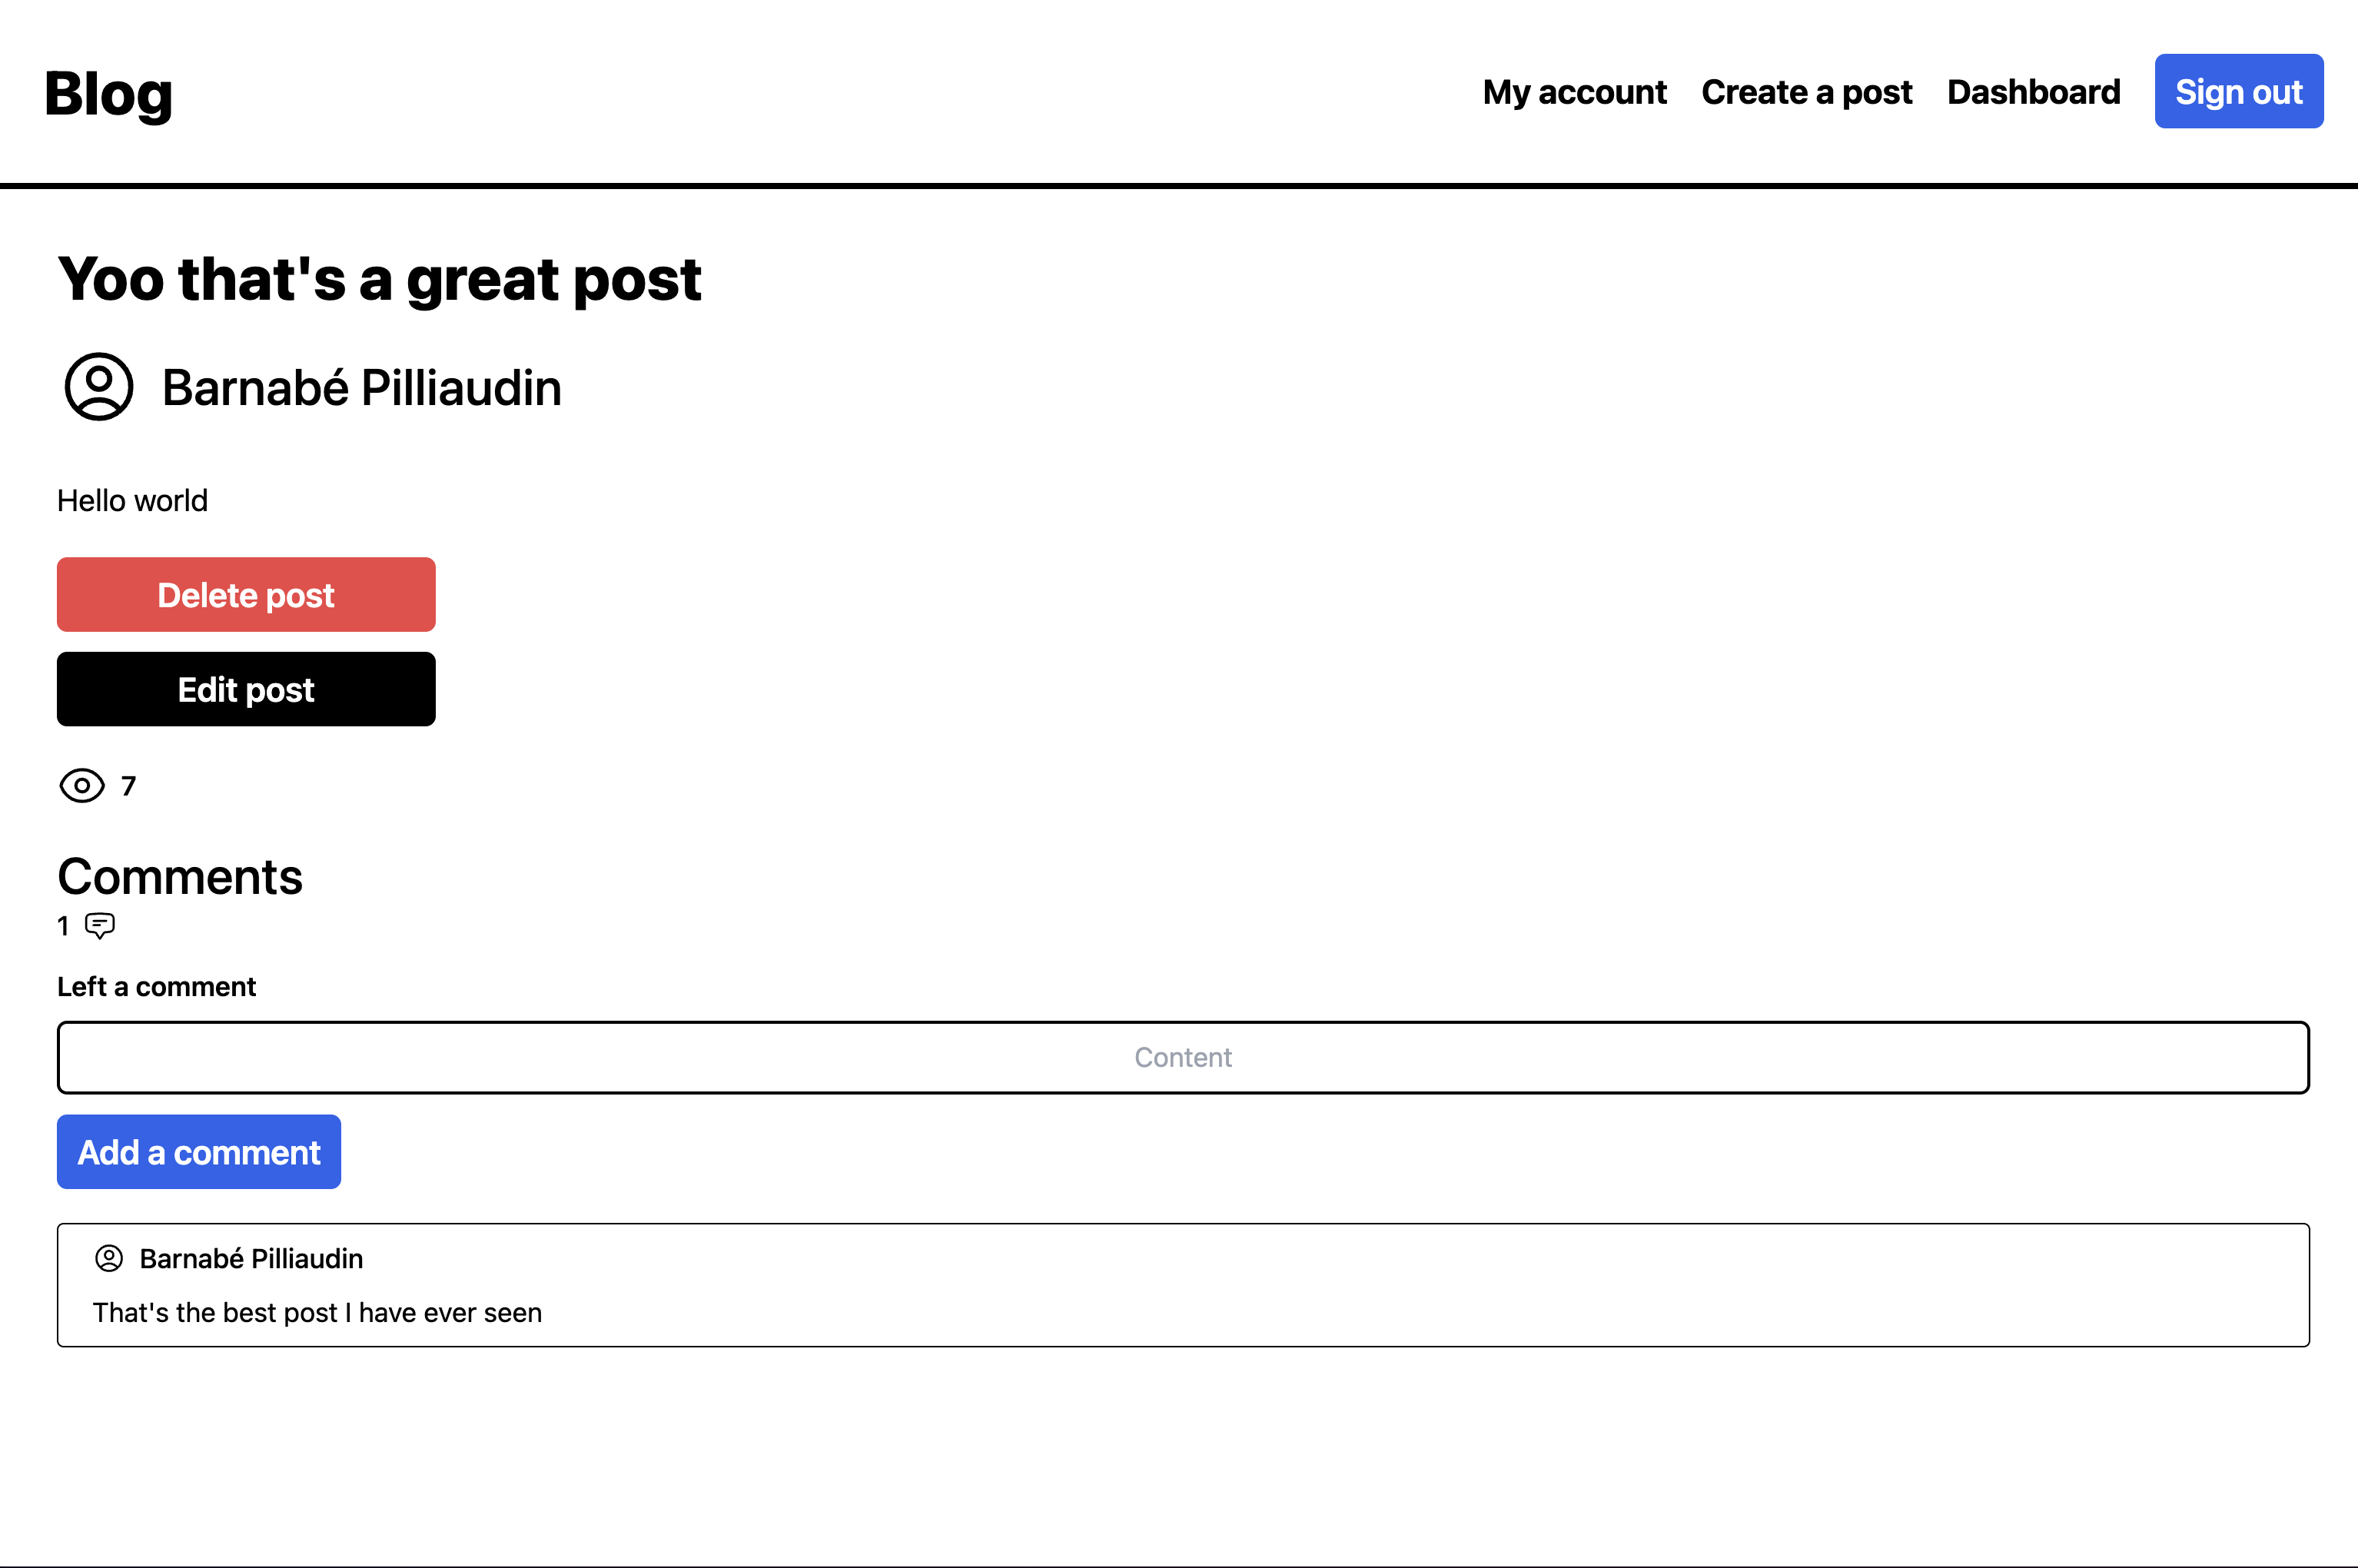 Blog
My account Create a post Dashboard Sign out
Yoo that's a great post
Barnabé Pilliaudin
Hello world
Delete post
Edit post
7
Comments
1
Left a comment
Content
Add a comment
Barnabé Pilliaudin
That's the best post I have ever seen